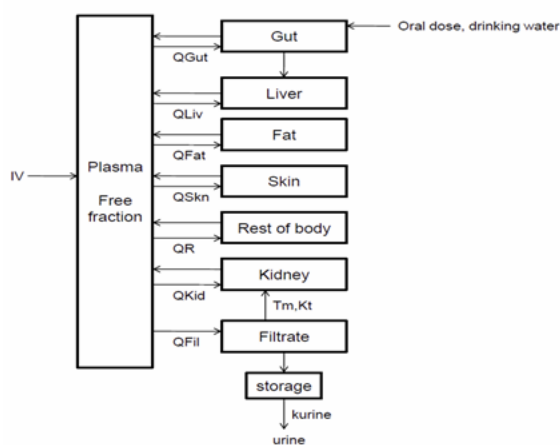 Gut
Oral dose, drinking water
QGut
Liver
QLiv
Fat
QFat
Plasma
Free
fraction
IV
Skin
QSkn
Rest of body
QR
Kidney
QKid
Tm,Kt
Filtrate
QFil
storage
kurine
urine